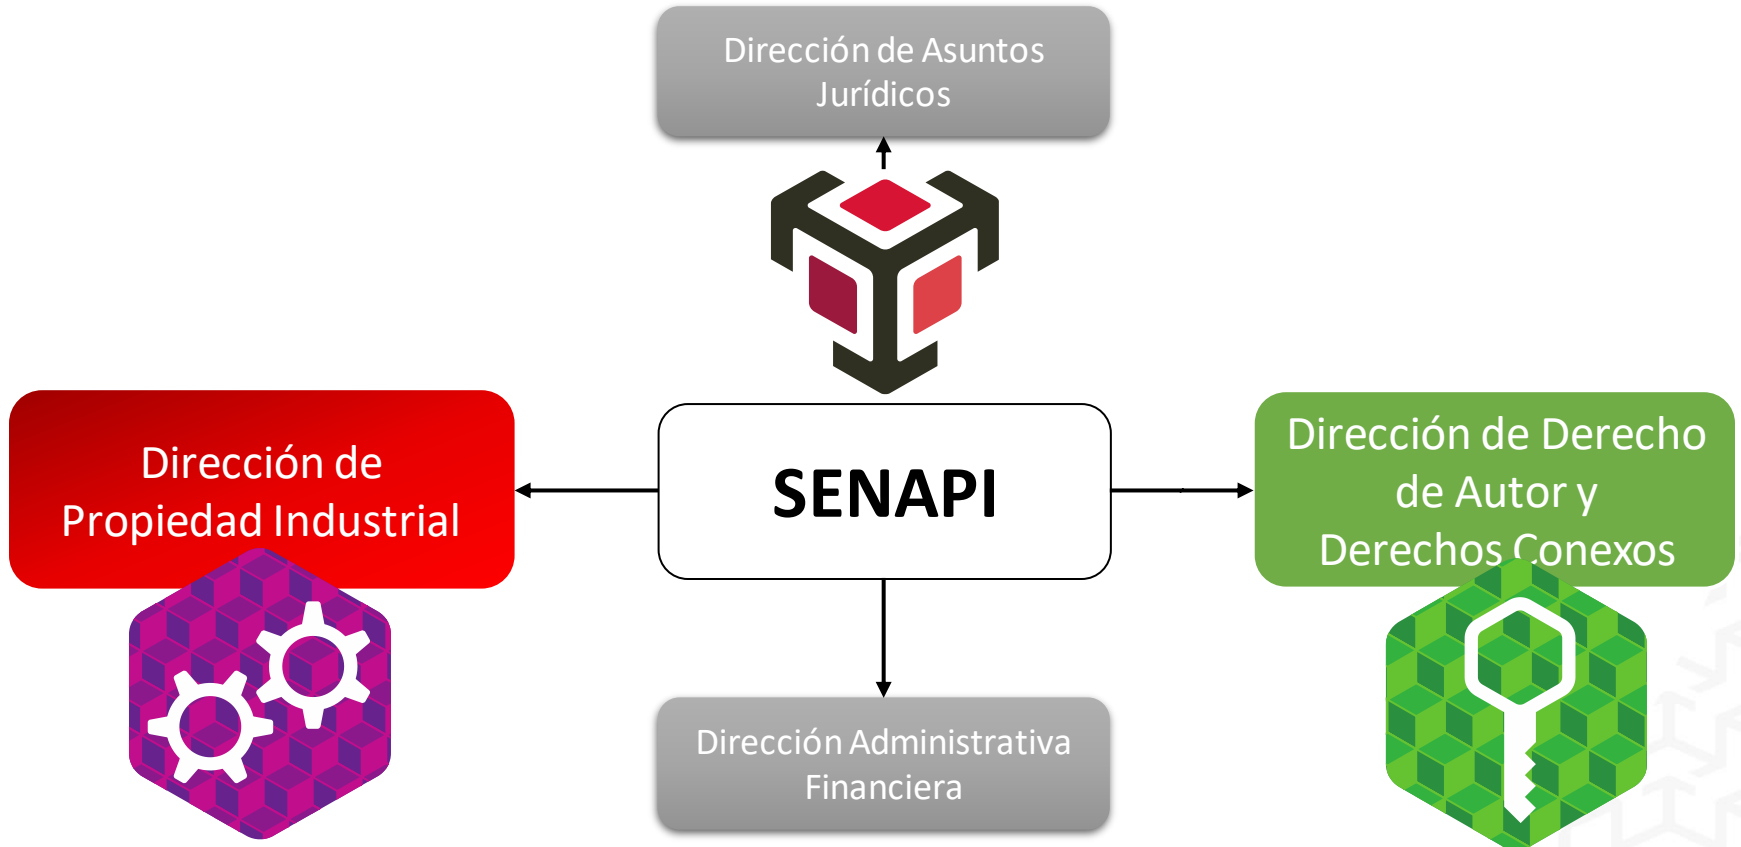 Dirección de Asuntos
Jurídicos
Dirección de
Propiedad Industrial
SENAPI
Dirección de Derecho
de Autor y
Derechos Conexos
Dirección Administrativa
Financiera